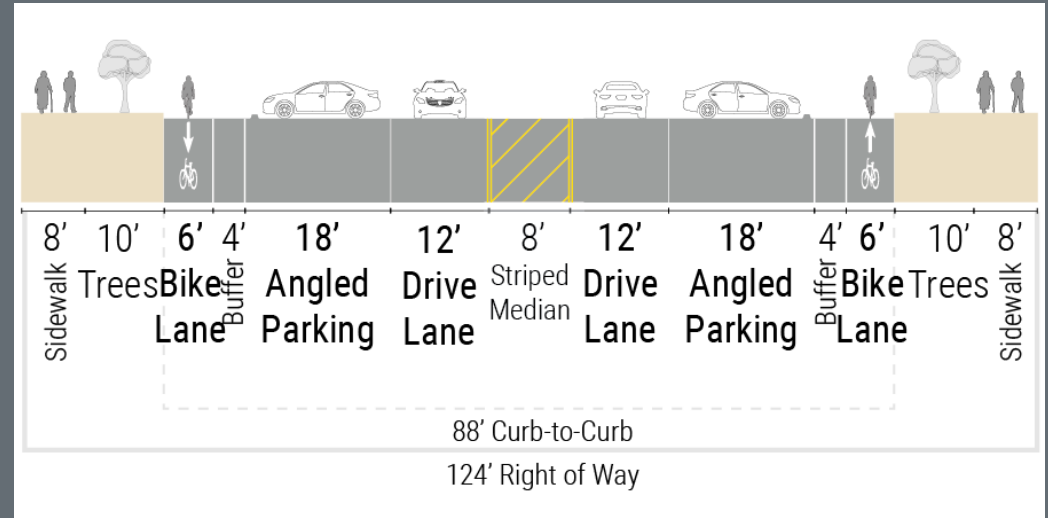 8’ 10’ 6’ 4’ 18’ 12’ 8’ 12’ 18’ 4’ 6’ 10’ 8’
Sidewalk
Trees
Bike
Lane
Buffer
Angled
Parking
Drive
Lane
Striped
Median
Drive
Lane
Angled
Parking
Buffer
Bike
Lane
Trees
Sidewalk
88’ Curb-to-Curb
124’ Right of Way